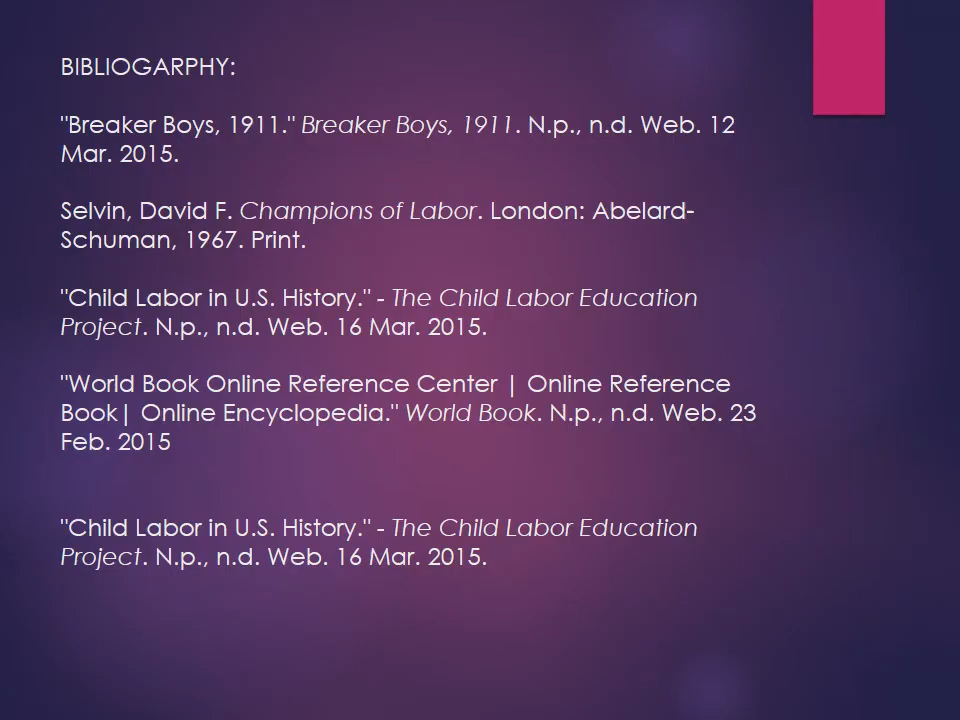 BIBLIOGARPHY:
"Breaker Boys, 1911." Breaker Boys, 1911. N.p., n.d. Web. 12
Mar. 2015.
Selvin, David F. Champions of Labor. London: Abelard-
Schuman, 1967. Print.
"Child Labor in U.S. History." - The Child Labor Education
Project. N.p., n.d. Web. 16 Mar. 2015.
"World Book Online Reference Center | Online Reference
Book| Online Encyclopedia." World Book. N.p., n.d. Web. 23
Feb. 2015
"Child Labor in U.S. History." - The Child Labor Education
Project. N.p., n.d. Web. 16 Mar. 2015.